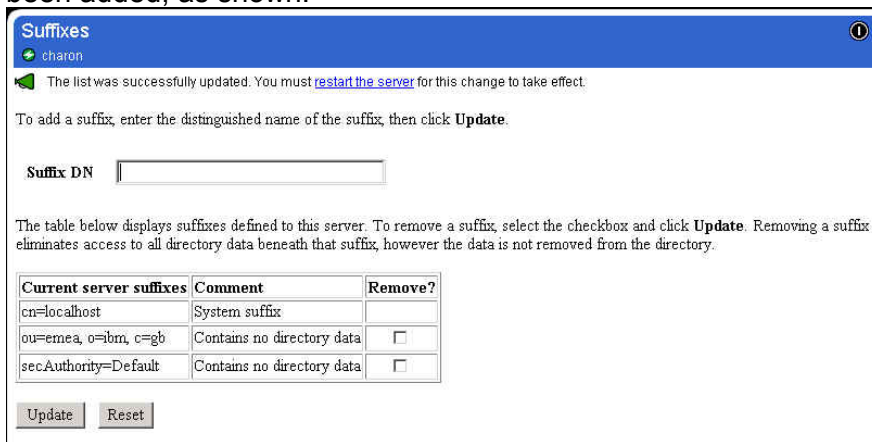 been added, as shown.
Suffixes
charon
The list was successfully updated. You must restart the server for this change to take effect.
To add a suffix, enter the distinguished name of the suffix, then click Update.
Suffix DN
The table below displays suffixes defined to this server. To remove a suffix, select the checkbox and click Update. Removing a suffix
eliminates access to all directory data beneath that suffix, however the data is not removed from the directory.
Current server suffixes Comment Remove?
cn=localhost System suffix
ou=emea, o=ibm, c=gb Contains no directory data
secAuthority=Default Contains no directory data
Update Reset